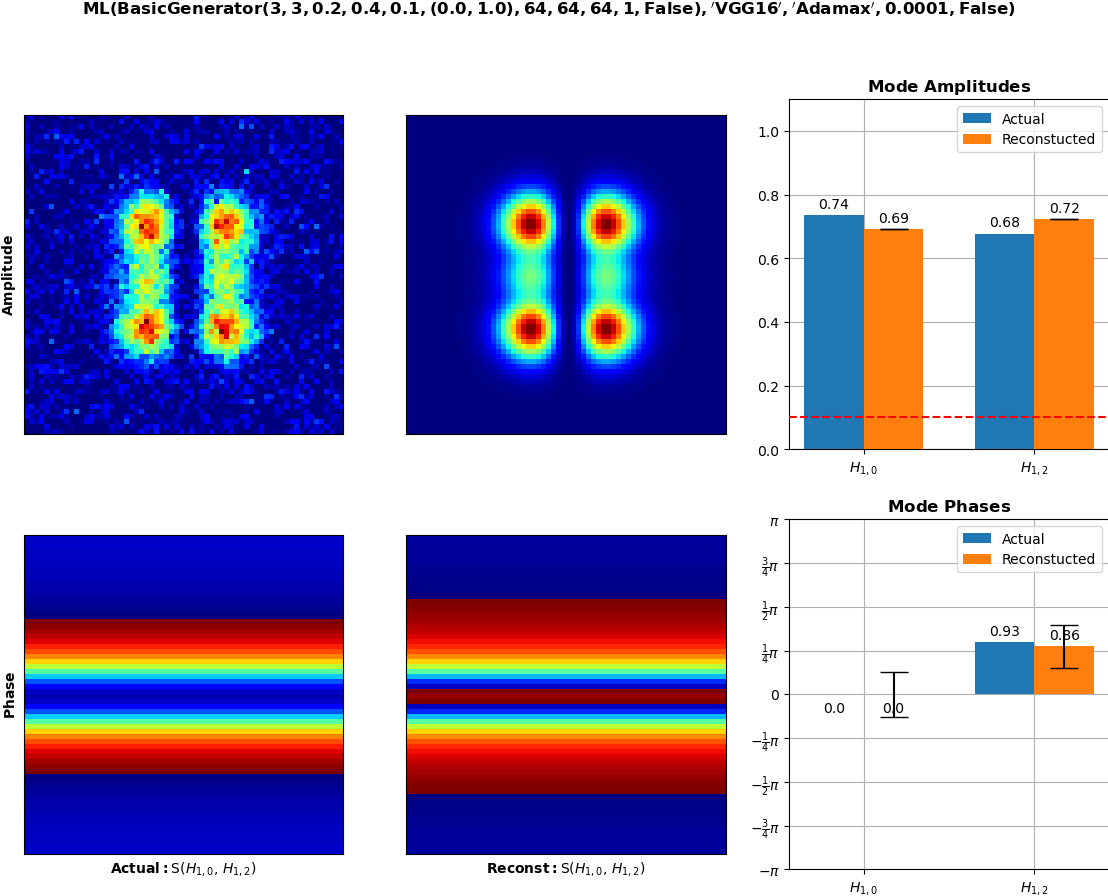 ML(BasicGenerator(3, 3, 0.2, 0.4, 0.1, (0.0, 1.0), 64, 64, 64, 1, False), ′VGG16′, ′Adamax′, 0.0001, False)
Amplitude
Mode Amplitudes
Actual
Reconstucted
1.0
0.8
0.6
0.4
0.2
0.0
0.74
0.69
0.68
0.72
H1, 0
H1, 2
Phase
Actual: S(H1, 0, H1, 2)
Reconst: S(H1, 0, H1, 2)
Mode Phases
Actual
Reconstucted
π
3/4π
1/2π
1/4π
0
−1/4π
−1/2π
−3/4π
−π
0.0
0.0
0.93
0.86
H1, 0
H1, 2